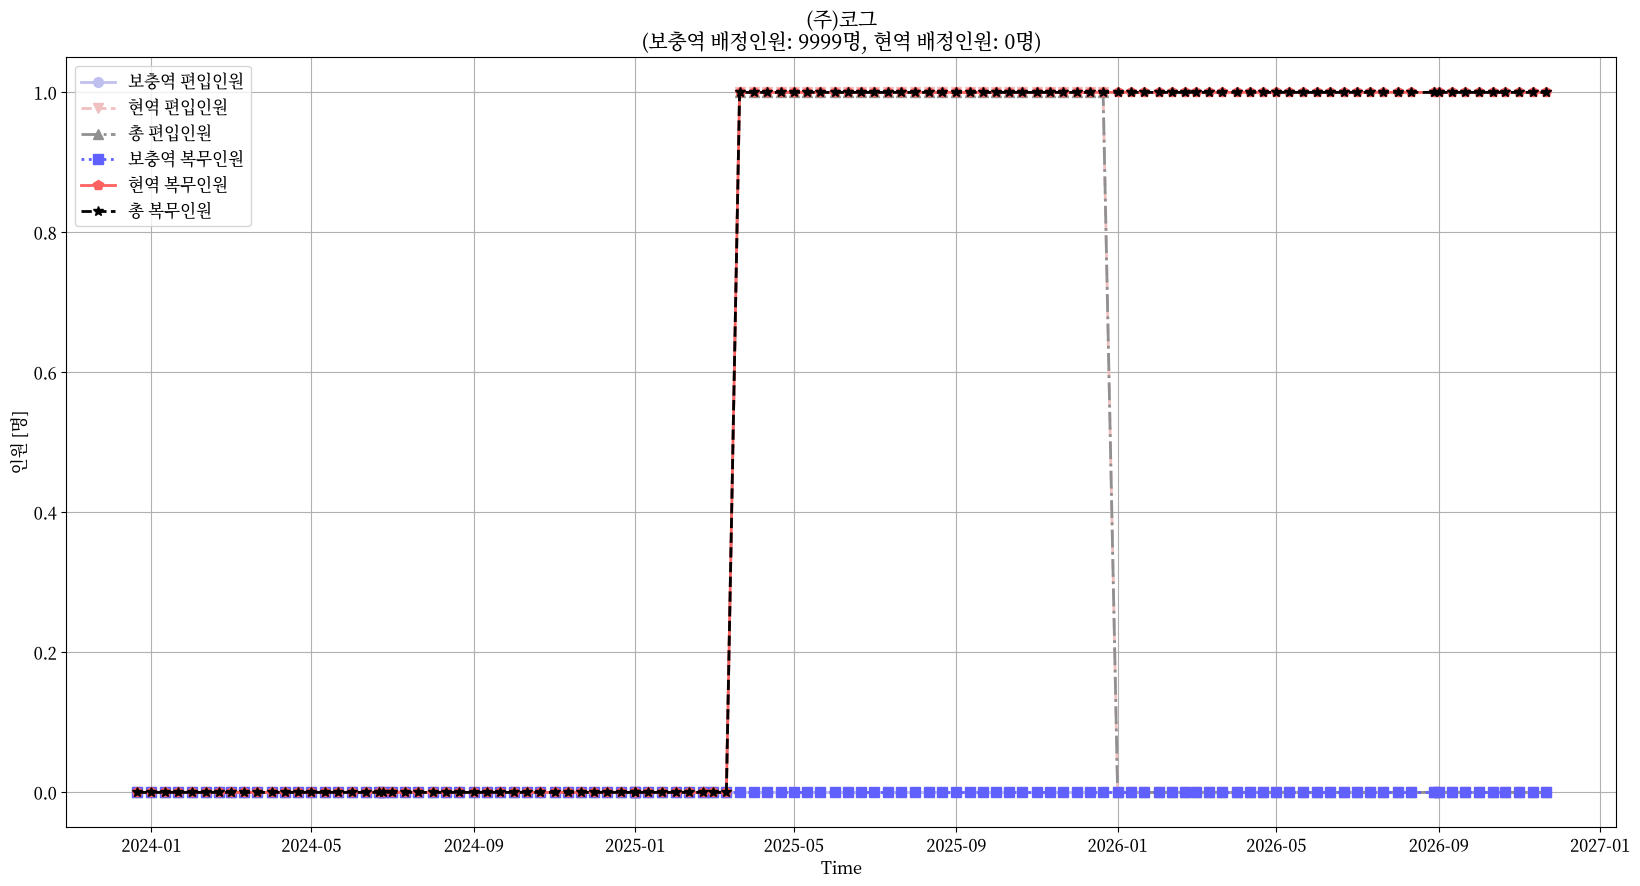 (주)코그
(보충역 배정인원: 9999명, 현역 배정인원: 0명)
보충역 편입인원
현역 편입인원
총 편입인원
보충역 복무인원
현역 복무인원
총 복무인원
인원 [명]
1.0
0.8
0.6
0.4
0.2
0.0
2024-01
2024-05
2024-09
2025-01
2025-05
2025-09
2026-01
2026-05
2026-09
2027-01
Time